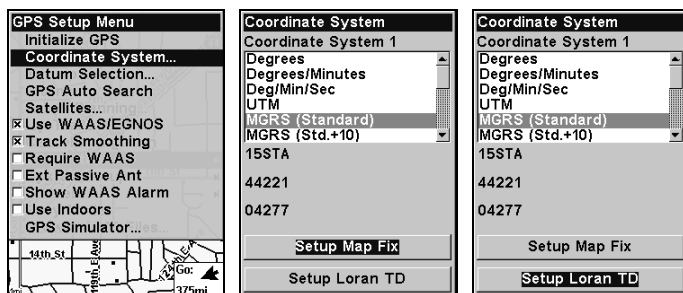 GPS Setup Menu
Initialize GPS
Coordinate System...
Datum Selection...
GPS Auto Search
Satellites...
Use WAAS/EGNOS
Track Smoothing
Require WAAS
Ext Passive Ant
Show WAAS Alarm
Use Indoors
GPS Simulator...
14th St
119th E Ave
Go:
375mi
Coordinate System
Coordinate System 1
Degrees
Degrees/Minutes
Deg/Min/Sec
UTM
MGRS (Standard)
MGRS (Std.+10)
15STA
44221
04277
Setup Map Fix
Setup Loran TD
Coordinate System
Coordinate System 1
Degrees
Degrees/Minutes
Deg/Min/Sec
UTM
MGRS (Standard)
MGRS (Std.+10)
15STA
44221
04277
Setup Map Fix
Setup Loran TD